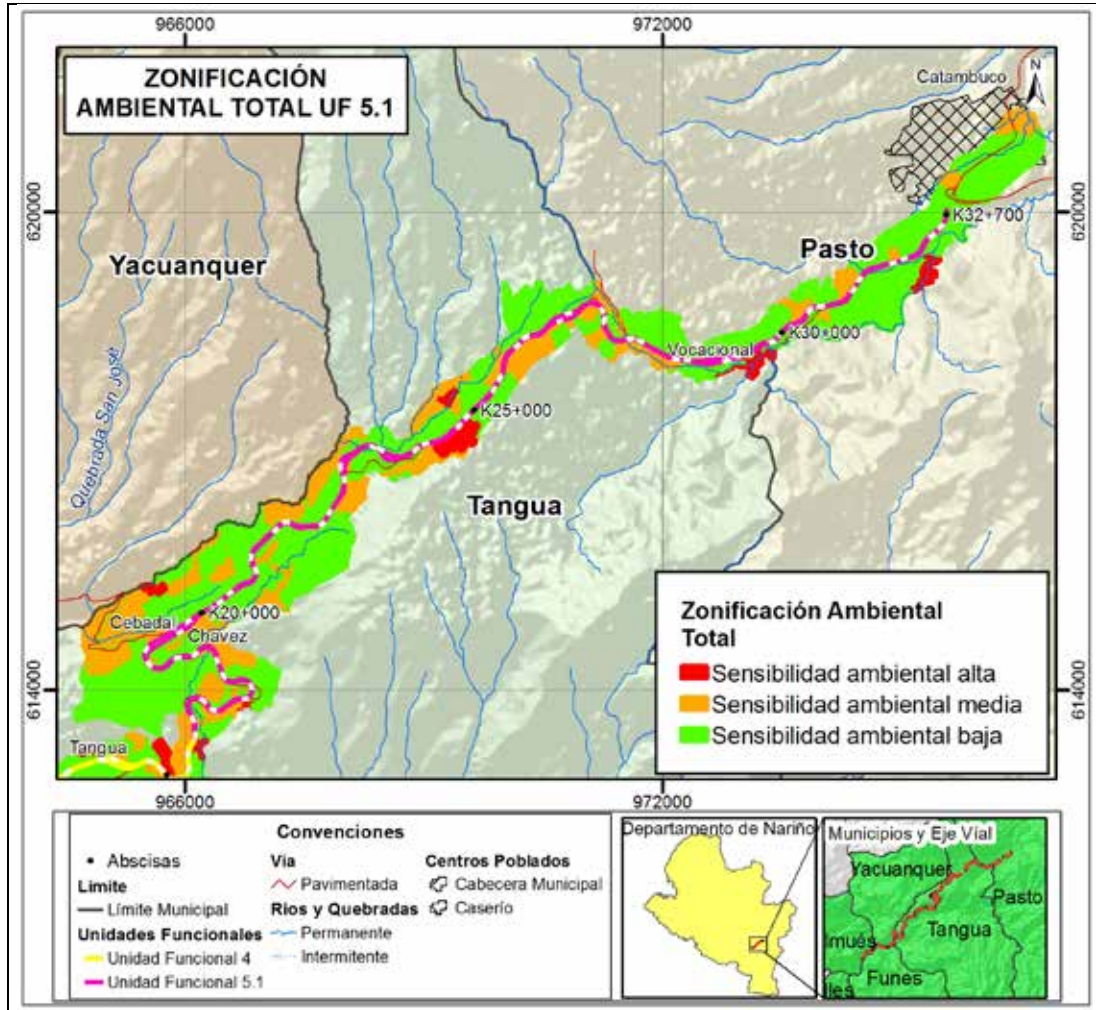 966000
972000
ZONIFICACIÓN
AMBIENTAL TOTAL UF 5.1
Catambuco
N
620000
620000
K32+700
Pasto
Yacuanquer
K30+000
Vocacional
Quebrada San José
K25+000
Tangua
Cebadal
K20+000
Chavez
614000
614000
Tangua
Zonificación Ambiental
Total
Sensibilidad ambiental alta
Sensibilidad ambiental media
Sensibilidad ambiental baja
966000
972000
Convenciones
Abscisas
Limite
Límite Municipal
Unidades Funcionales
Unidad Funcional 4
Unidad Funcional 5.1
Via
Pavimentada
Rios y Quebradas
Permanente
Intermitente
Centros Poblados
Cabecera Municipal
Caserío
Departamento de Nariño
Municipios y Eje Vial
Yacuanquer
Pasto
Tangua
Imués
Funes
lles